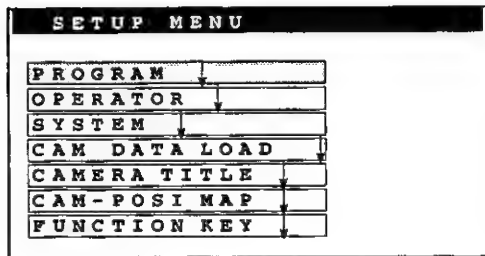 SETUP MENU
PROGRAM
OPERATOR
SYSTEM
CAM DATA LOAD
CAMERA TITLE
CAM-POSI MAP
FUNCTION KEY